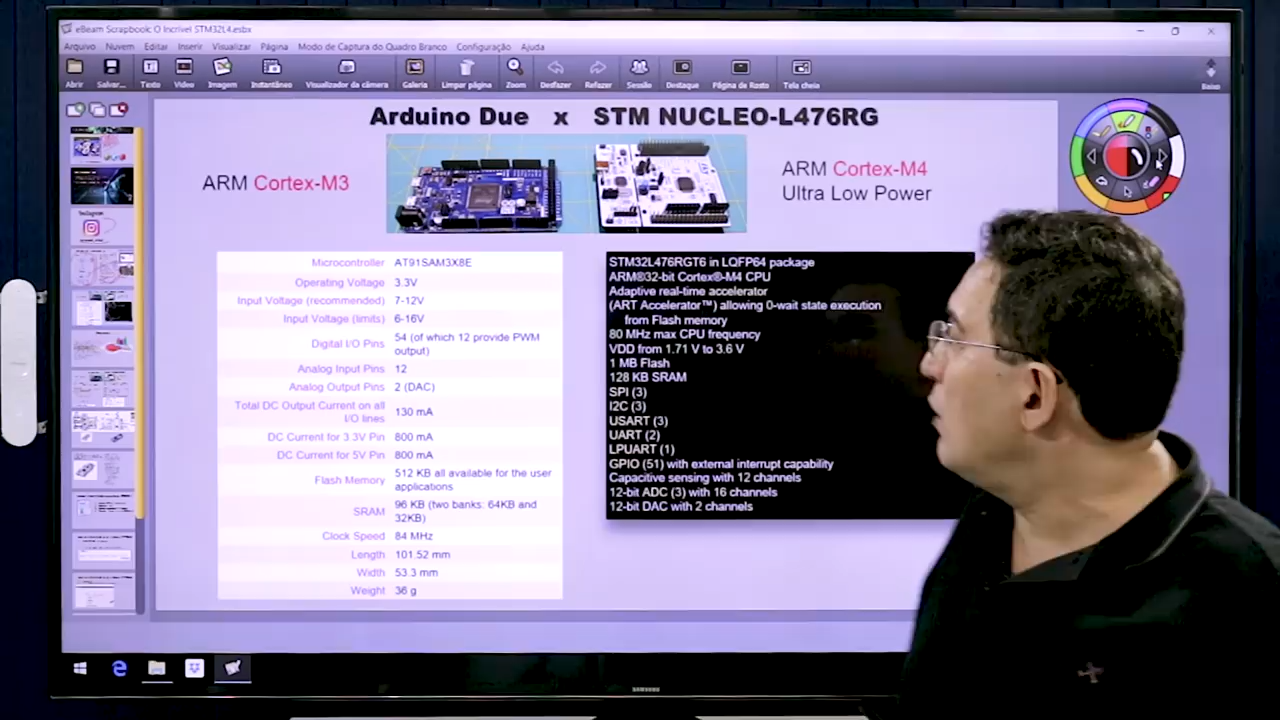 eBeam Scrapbook: O Incrivel STM32L4.esbx
Arquivo Nuvem Editar Inserir Visualizar Página Modo de Captura do Quadro Branco Configuração Ajuda
Abrir Salvar... Texto Vídeo Imagem Instantâneo Visualizador da câmera Galeria Limpar página Zoom Desfazer Refazer Sessão Destaque Página de Rosto Tela cheia Baixo
Arduino Due x STM NUCLEO-L476RG
ARM Cortex-M3
ARM Cortex-M4
Ultra Low Power
Instagram
Microcontroller AT91SAM3X8E
Operating Voltage 3.3V
Input Voltage (recommended) 7-12V
Input Voltage (limits) 6-16V
Digital I/O Pins 54 (of which 12 provide PWM
output)
Analog Input Pins 12
Analog Output Pins 2 (DAC)
Total DC Output Current on all
I/O lines 130 mA
DC Current for 3 3V Pin 800 mA
DC Current for 5V Pin 800 mA
Flash Memory 512 KB all available for the user
applications
SRAM 96 KB (two banks: 64KB and
32KB)
Clock Speed 84 MHz
Length 101.52 mm
Width 53.3 mm
Weight 36 g
STM32L476RGT6 in LQFP64 package
ARM®32-bit Cortex®-M4 CPU
Adaptive real-time accelerator
(ART Accelerator™) allowing 0-wait state execution
from Flash memory
80 MHz max CPU frequency
VDD from 1.71 V to 3.6 V
1 MB Flash
128 KB SRAM
SPI (3)
I2C (3)
USART (3)
UART (2)
LPUART (1)
GPIO (51) with external interrupt capability
Capacitive sensing with 12 channels
12-bit ADC (3) with 16 channels
12-bit DAC with 2 channels
SAMSUNG